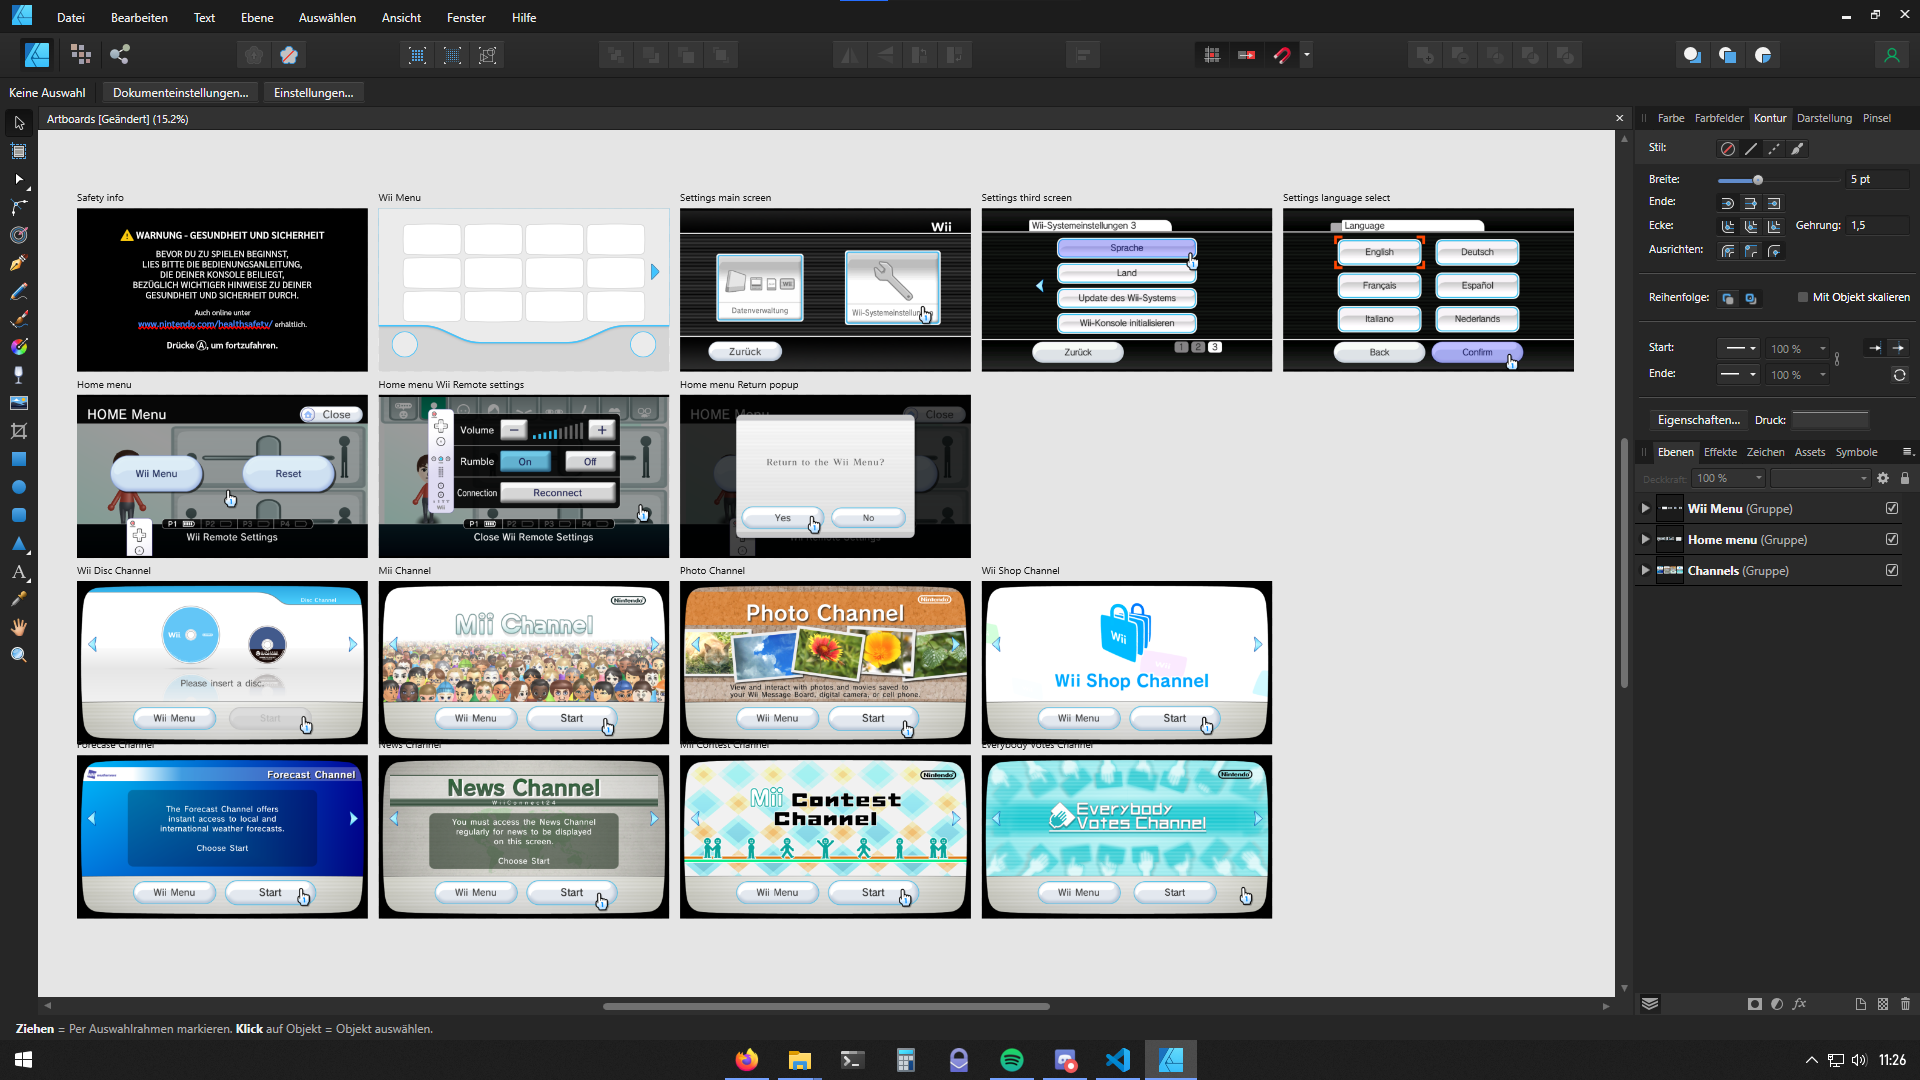 Datei Bearbeiten Text Ebene Auswählen Ansicht Fenster Hilfe
Keine Auswahl Dokumenteinstellungen... Einstellungen...
Artboards [Geändert] (15.2%)
Farbe Farbfelder Kontur Darstellung Pinsel
Stil:
Breite: 5 pt
Ende:
Ecke: Gehrung: 1,5
Ausrichten:
Reihenfolge: Mit Objekt skalieren
Start: 100 %
Ende: 100 %
Eigenschaften... Druck:
Ebenen Effekte Zeichen Assets Symbole
Deckkraft: 100 %
Wii Menu (Gruppe)
Home menu (Gruppe)
Channels (Gruppe)
Safety info
WARNUNG - GESUNDHEIT UND SICHERHEIT
BEVOR DU ZU SPIELEN BEGINNST,
LIES BITTE DIE BEDIENUNGSANLEITUNG,
DIE DEINER KONSOLE BEILIEGT,
BEZÜGLICH WICHTIGER HINWEISE ZU DEINER
GESUNDHEIT UND SICHERHEIT DURCH.
Auch online unter
www.nintendo.com/healthsafety/ erhältlich.
Drücke Ⓐ, um fortzufahren.
Wii Menu
Settings main screen
Wii
Datenverwaltung
Zurück
Settings third screen
Wii-Systemeinstellungen 3
Sprache
Land
Update des Wii-Systems
Wii-Konsole initialisieren
Zurück
1 2 3
Settings language select
Language
English Deutsch
Français Español
Italiano Nederlands
Back Confirm
Home menu
HOME Menu Close
Wii Menu Reset
P1 P2 P3 P4
Wii Remote Settings
Home menu Wii Remote settings
Volume − +
Rumble On Off
Connection Reconnect
P1 P2 P3 P4
Close Wii Remote Settings
Home menu Return popup
HOME Menu Close
Return to the Wii Menu?
Yes No
Wii Remote Settings
Wii Disc Channel
Disc Channel
Wii
Please insert a disc.
Wii Menu Start
Mii Channel
Nintendo
Mii Channel
Wii Menu Start
Photo Channel
Nintendo
Photo Channel
View and interact with photos and movies saved to
your Wii Message Board, digital camera, or cell phone.
Wii Menu Start
Wii Shop Channel
Wii
Wii
Wii Shop Channel
Wii Menu Start
Forecase Channel
Forecast Channel
The Forecast Channel offers
instant access to local and
international weather forecasts.
Choose Start
Wii Menu Start
News Channel
News Channel
WiiConnect24
You must access the News Channel
regularly for news to be displayed
on this screen.
Choose Start
Wii Menu Start
Mii Contest Channel
Nintendo
Mii Contest
Channel
Wii Menu Start
Everybody Votes Channel
Nintendo
Everybody
Votes Channel
Wii Menu Start
Ziehen = Per Auswahlrahmen markieren. Klick auf Objekt = Objekt auswählen.
11:26